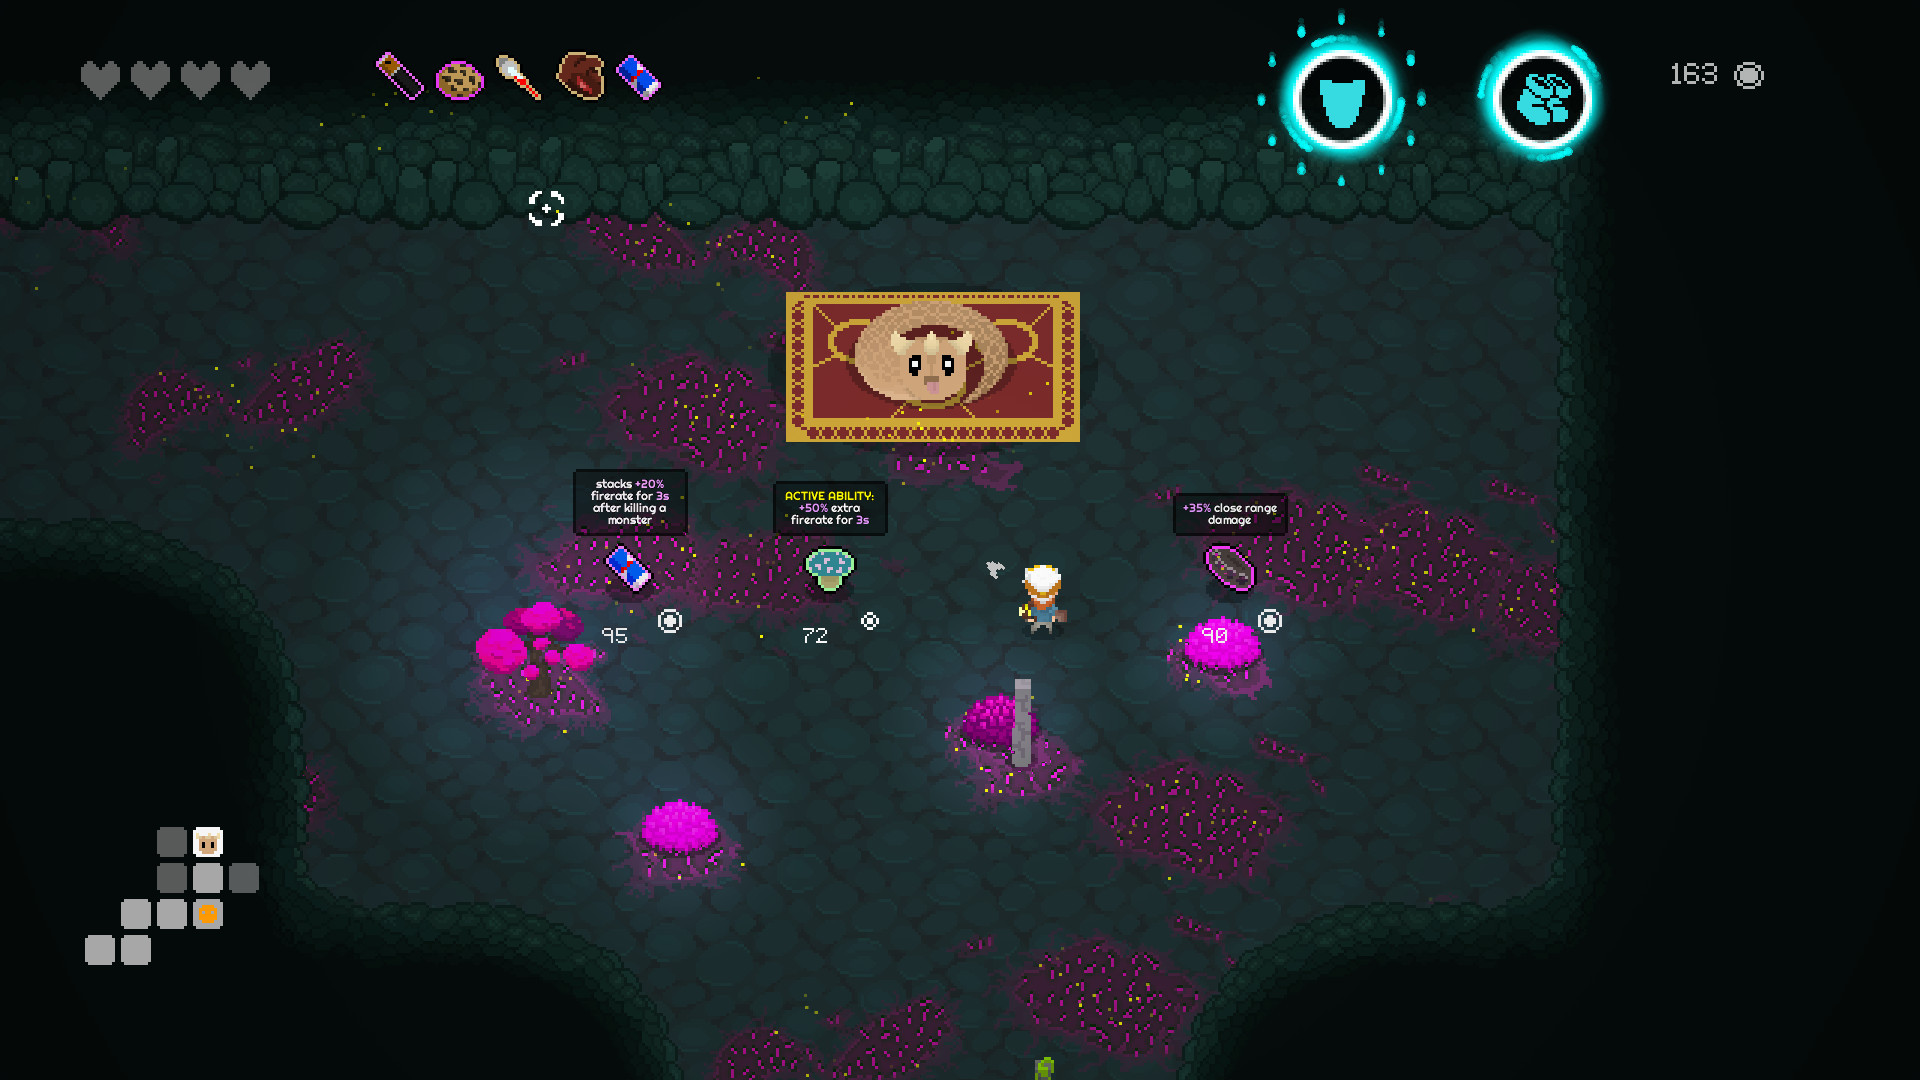 163
stacks +20%
firerate for 3s
after killing a
monster
ACTIVE ABILITY:
+50% extra
firerate for 3s
+35% close range
damage
95
72
90